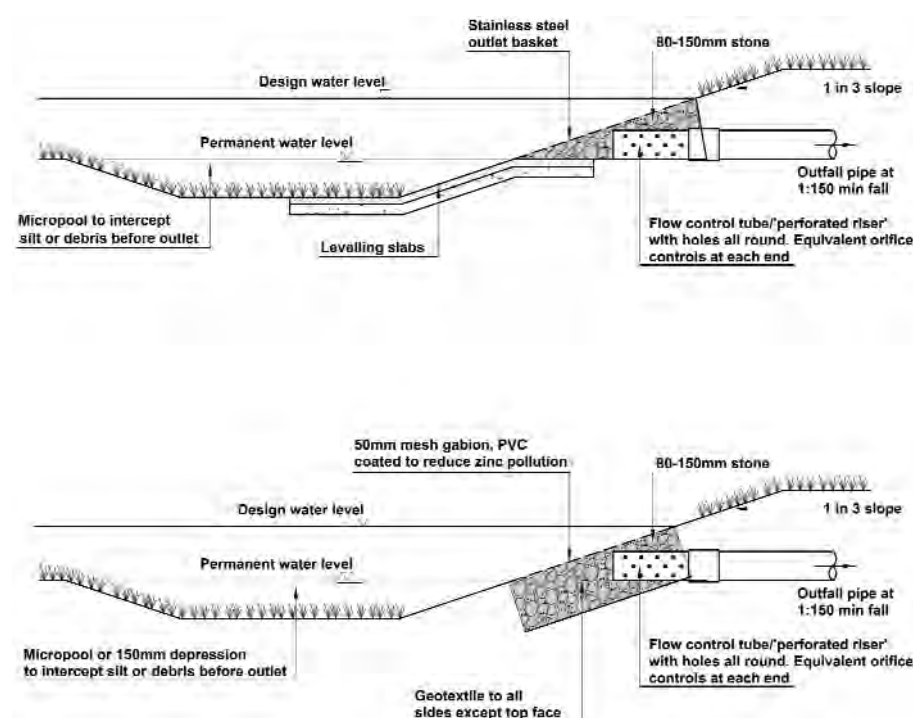 Stainless steel
outlet basket
80-150mm stone
Design water level
1 in 3 slope
Permanent water level
Outfall pipe at
1:150 min fall
Micropool to intercept
silt or debris before outlet
Levelling slabs
Flow control tube/'perforated riser'
with holes all round. Equivalent orifice
controls at each end
50mm mesh gabion, PVC
coated to reduce zinc pollution
80-150mm stone
Design water level
1 in 3 slope
Permanent water level
Outfall pipe at
1:150 min fall
Micropool or 150mm depression
to intercept silt or debris before outlet
Flow control tube/'perforated riser'
with holes all round. Equivalent orifice
controls at each end
Geotextile to all
sides except top face